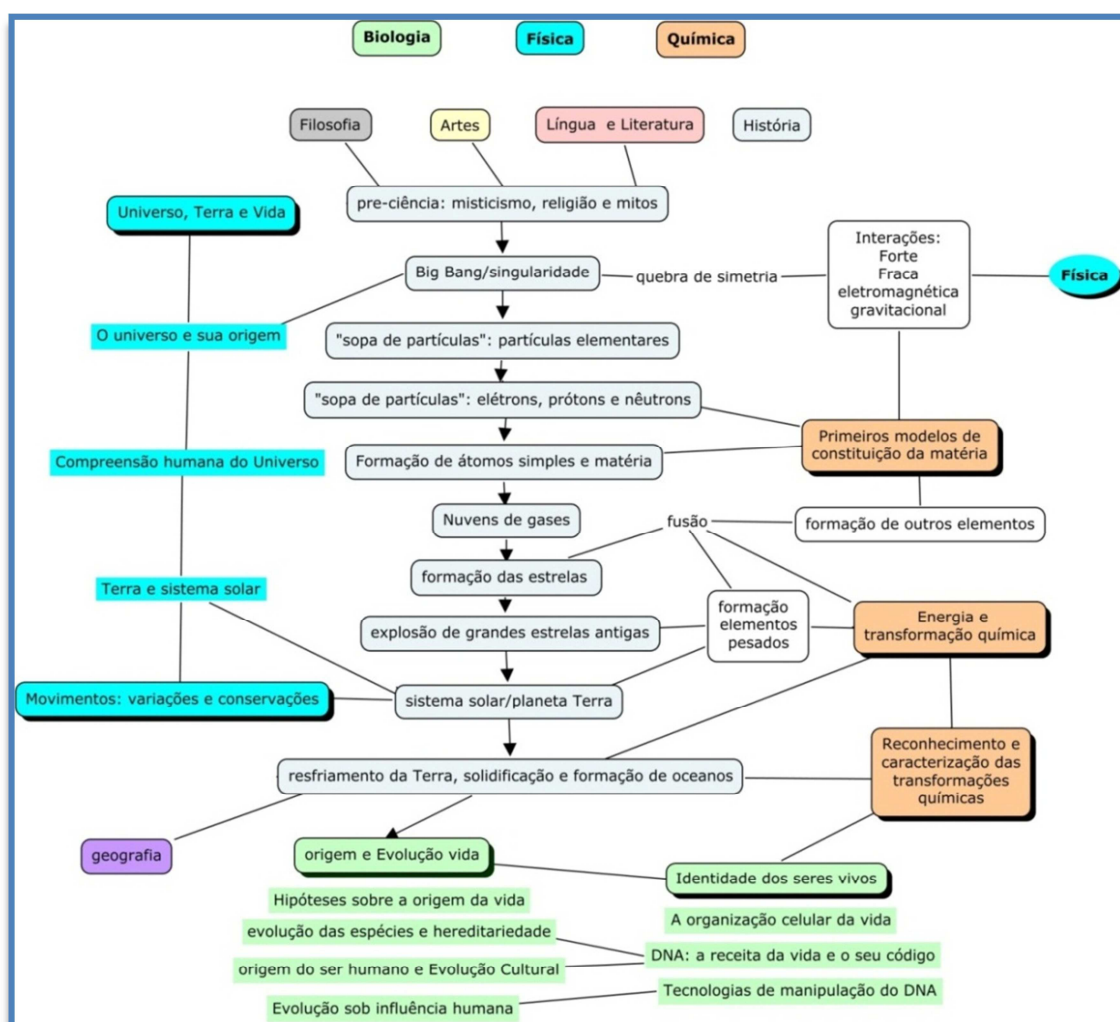 Biologia
Física
Química
Filosofia
Artes
Língua e Literatura
História
pre-ciência: misticismo, religião e mitos
Universo, Terra e Vida
Interações:
Forte
Fraca
eletromagnética
gravitacional
Física
Big Bang/singularidade
quebra de simetria
O universo e sua origem
"sopa de partículas": partículas elementares
"sopa de partículas": elétrons, prótons e nêutrons
Primeiros modelos de
constituição da matéria
Compreensão humana do Universo
Formação de átomos simples e matéria
Nuvens de gases
fusão
formação de outros elementos
formação das estrelas
Terra e sistema solar
formação
elementos
pesados
Energia e
transformação química
explosão de grandes estrelas antigas
Movimentos: variações e conservações
sistema solar/planeta Terra
Reconhecimento e
caracterização das
transformações
químicas
resfriamento da Terra, solidificação e formação de oceanos
geografia
origem e Evolução vida
Identidade dos seres vivos
Hipóteses sobre a origem da vida
A organização celular da vida
evolução das espécies e hereditariedade
DNA: a receita da vida e o seu código
origem do ser humano e Evolução Cultural
Tecnologias de manipulação do DNA
Evolução sob influência humana